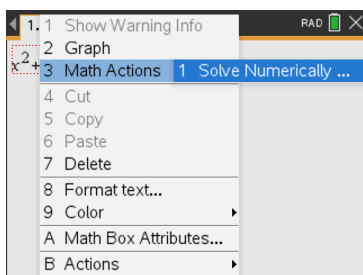 1. 1 Show Warning Info RAD
2 Graph
x²+ 3 Math Actions 1 Solve Numerically ...
4 Cut
5 Copy
6 Paste
7 Delete
8 Format text...
9 Color
A Math Box Attributes...
B Actions